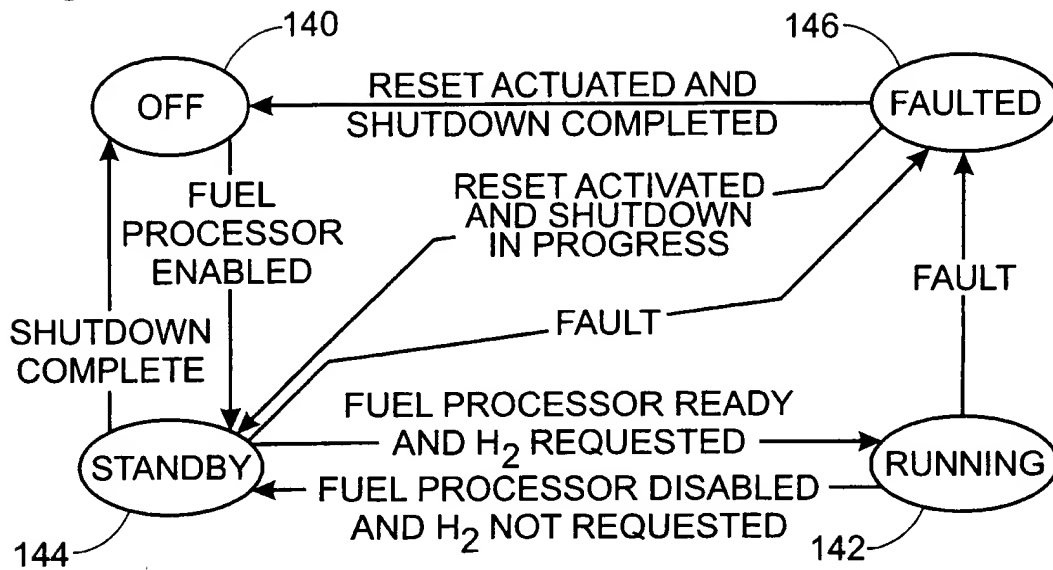 140
146
OFF
RESET ACTUATED AND
SHUTDOWN COMPLETED
FAULTED
FUEL
PROCESSOR
ENABLED
RESET ACTIVATED
AND SHUTDOWN
IN PROGRESS
SHUTDOWN
COMPLETE
FAULT
FAULT
FUEL PROCESSOR READY
AND H2 REQUESTED
STANDBY
RUNNING
FUEL PROCESSOR DISABLED
AND H2 NOT REQUESTED
144
142